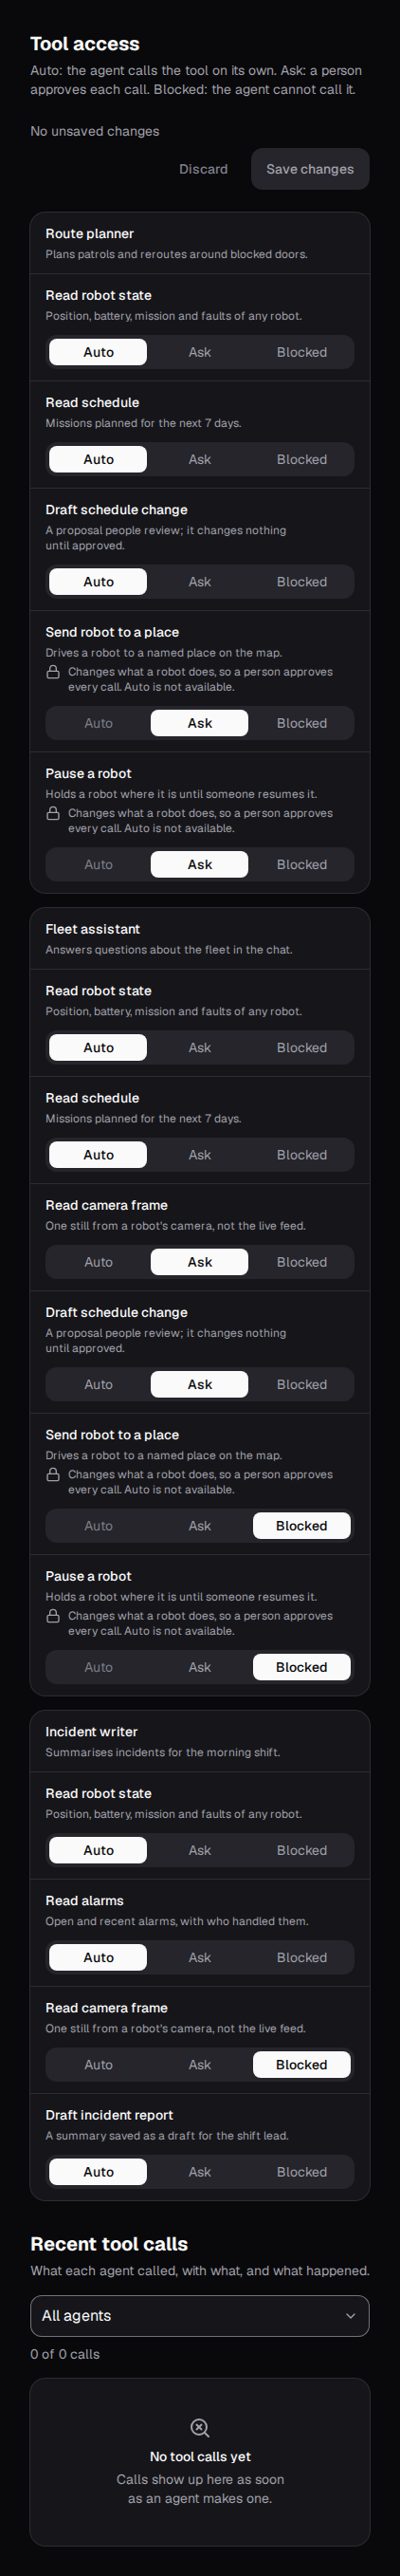 Tool access
Auto: the agent calls the tool on its own. Ask: a person
approves each call. Blocked: the agent cannot call it.
No unsaved changes
Discard
Save changes
Route planner
Plans patrols and reroutes around blocked doors.
Read robot state
Position, battery, mission and faults of any robot.
Auto Ask Blocked
Read schedule
Missions planned for the next 7 days.
Auto Ask Blocked
Draft schedule change
A proposal people review; it changes nothing
until approved.
Auto Ask Blocked
Send robot to a place
Drives a robot to a named place on the map.
Changes what a robot does, so a person approves
every call. Auto is not available.
Auto Ask Blocked
Pause a robot
Holds a robot where it is until someone resumes it.
Changes what a robot does, so a person approves
every call. Auto is not available.
Auto Ask Blocked
Fleet assistant
Answers questions about the fleet in the chat.
Read robot state
Position, battery, mission and faults of any robot.
Auto Ask Blocked
Read schedule
Missions planned for the next 7 days.
Auto Ask Blocked
Read camera frame
One still from a robot's camera, not the live feed.
Auto Ask Blocked
Draft schedule change
A proposal people review; it changes nothing
until approved.
Auto Ask Blocked
Send robot to a place
Drives a robot to a named place on the map.
Changes what a robot does, so a person approves
every call. Auto is not available.
Auto Ask Blocked
Pause a robot
Holds a robot where it is until someone resumes it.
Changes what a robot does, so a person approves
every call. Auto is not available.
Auto Ask Blocked
Incident writer
Summarises incidents for the morning shift.
Read robot state
Position, battery, mission and faults of any robot.
Auto Ask Blocked
Read alarms
Open and recent alarms, with who handled them.
Auto Ask Blocked
Read camera frame
One still from a robot's camera, not the live feed.
Auto Ask Blocked
Draft incident report
A summary saved as a draft for the shift lead.
Auto Ask Blocked
Recent tool calls
What each agent called, with what, and what happened.
All agents
0 of 0 calls
No tool calls yet
Calls show up here as soon
as an agent makes one.